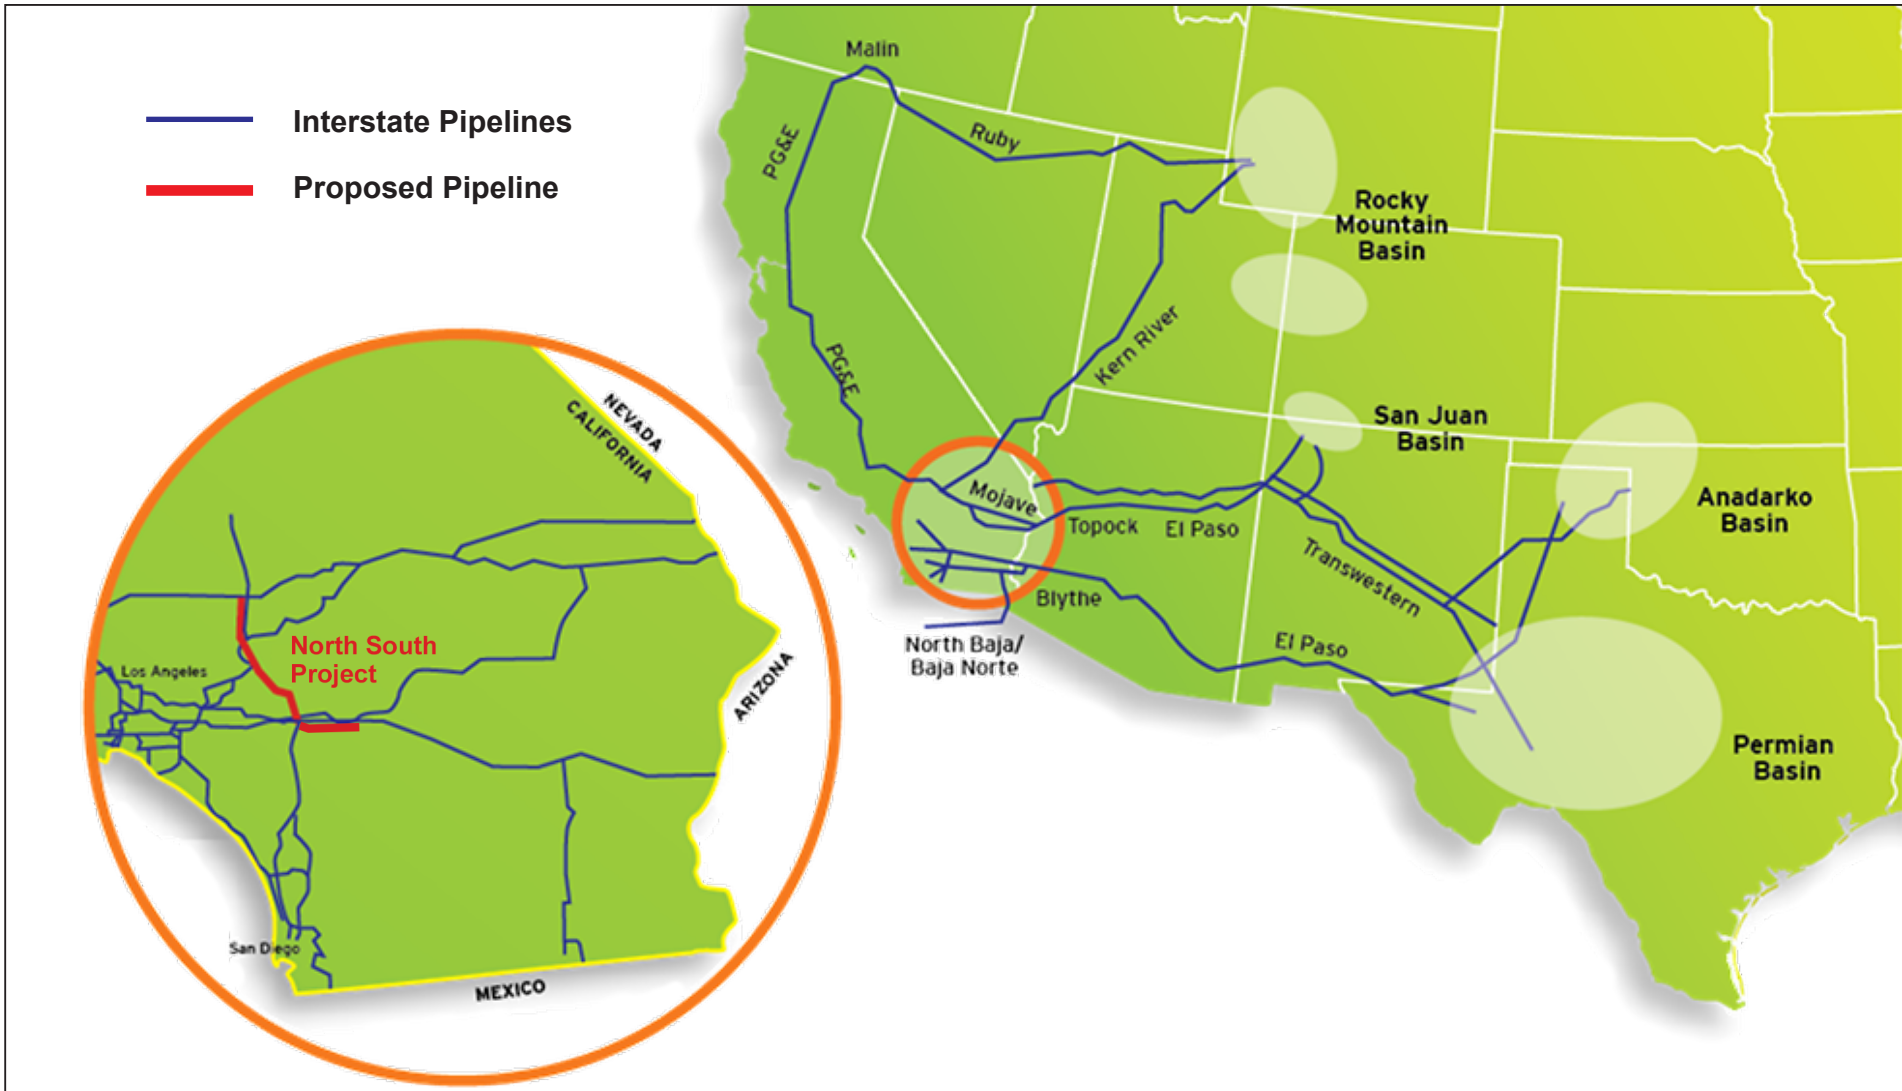 Interstate Pipelines
Proposed Pipeline
Malin
PG&E
Ruby
Rocky
Mountain
Basin
PG&E
Kern River
San Juan
Basin
Mojave
Topock
El Paso
Anadarko
Basin
Transwestern
Blythe
North Baja/
Baja Norte
El Paso
Permian
Basin
NEVADA
CALIFORNIA
North South
Project
Los Angeles
ARIZONA
San Diego
MEXICO